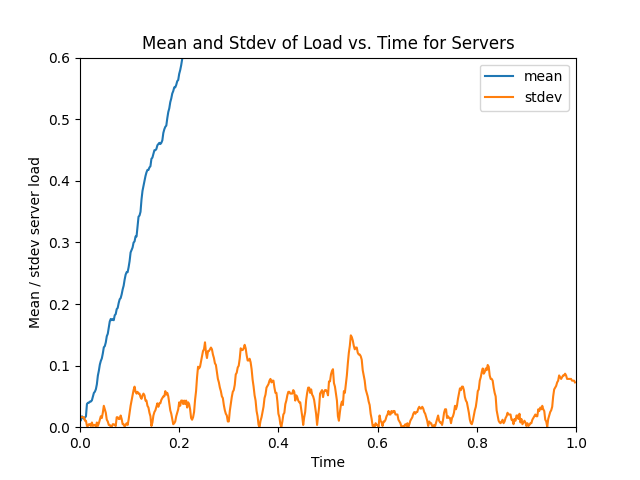 Mean and Stdev of Load vs. Time for Servers
mean
stdev
Mean / stdev server load
0.6
0.5
0.4
0.3
0.2
0.1
0.0
0.0 0.2 0.4 0.6 0.8 1.0
Time